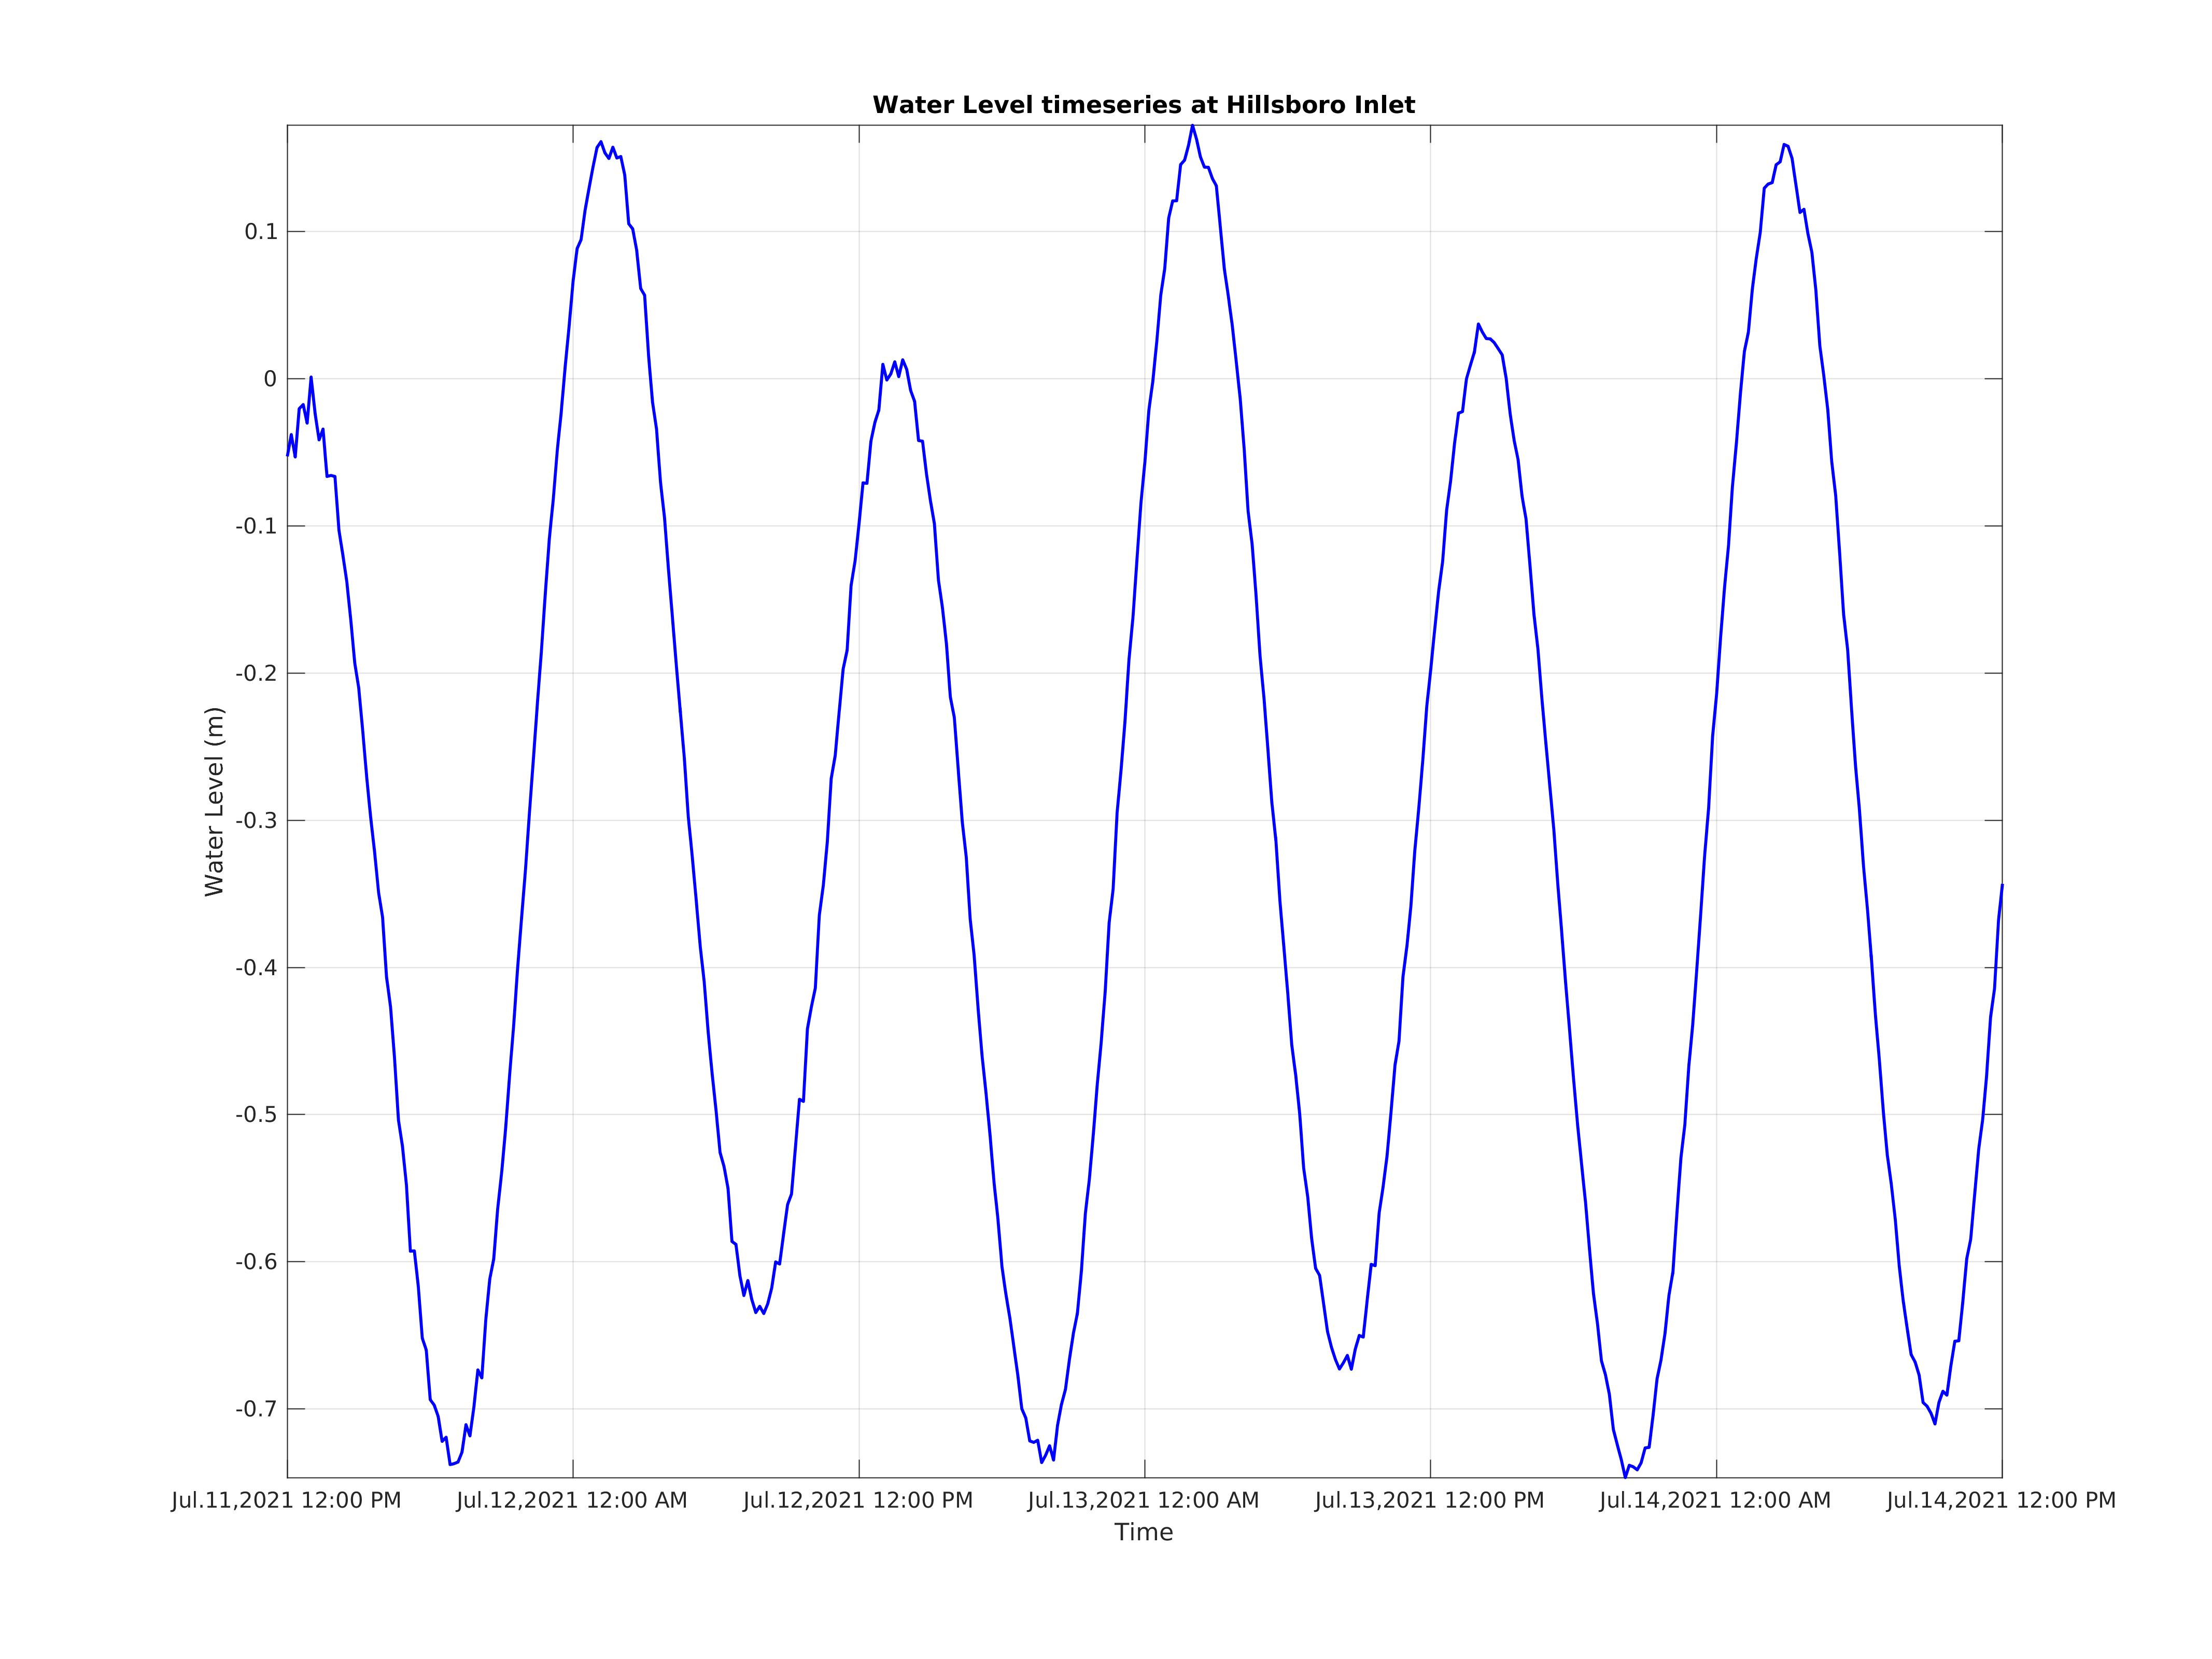 Water Level timeseries at Hillsboro Inlet
0.1
0
-0.1
-0.2
-0.3
-0.4
-0.5
-0.6
-0.7
Water Level (m)
Jul.11,2021 12:00 PM
Jul.12,2021 12:00 AM
Jul.12,2021 12:00 PM
Jul.13,2021 12:00 AM
Jul.13,2021 12:00 PM
Jul.14,2021 12:00 AM
Jul.14,2021 12:00 PM
Time